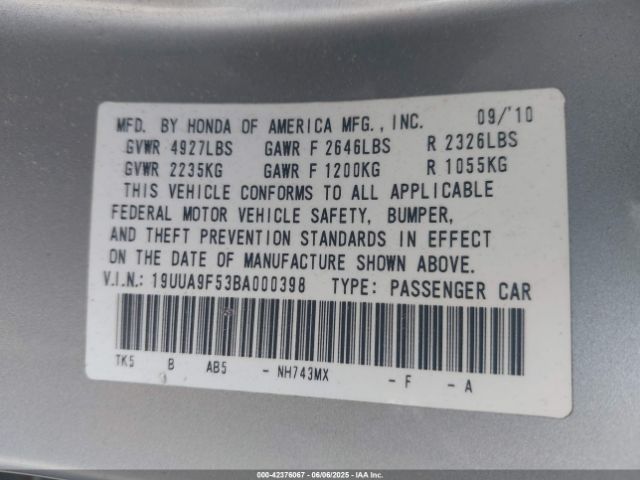 MFD. BY HONDA OF AMERICA MFG., INC. 09/'10
GVWR 4927LBS GAWR F 2646LBS R 2326LBS
GVWR 2235KG GAWR F 1200KG R 1055KG
THIS VEHICLE CONFORMS TO ALL APPLICABLE
FEDERAL MOTOR VEHICLE SAFETY, BUMPER,
AND THEFT PREVENTION STANDARDS IN EFFECT
ON THE DATE OF MANUFACTURE SHOWN ABOVE.
V.I.N.: 19UUA9F53BA000398 TYPE: PASSENGER CAR
TK5 B AB5 - NH743MX - F - A
000-42376067 - 06/06/2025 - IAA Inc.